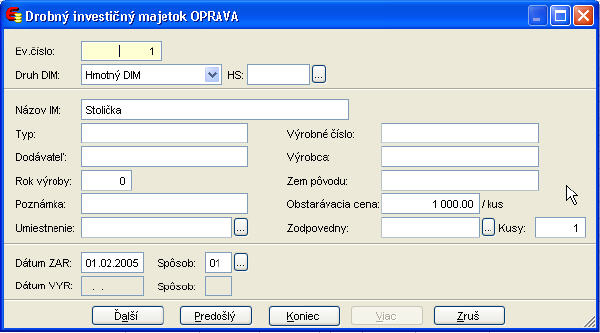 Drobný investičný majetok OPRAVA
Ev.číslo: 1
Druh DIM: Hmotný DIM HS: ...
Názov IM: Stolička
Typ: Výrobné číslo:
Dodávateľ: Výrobca:
Rok výroby: 0 Zem pôvodu:
Poznámka: Obstarávacia cena: 1 000.00 / kus
Umiestnenie: ... Zodpovedny: ... Kusy: 1
Dátum ZAR: 01.02.2005 Spôsob: 01 ...
Dátum VYR: . . Spôsob:
Ďalší Predošlý Koniec Viac Zruš